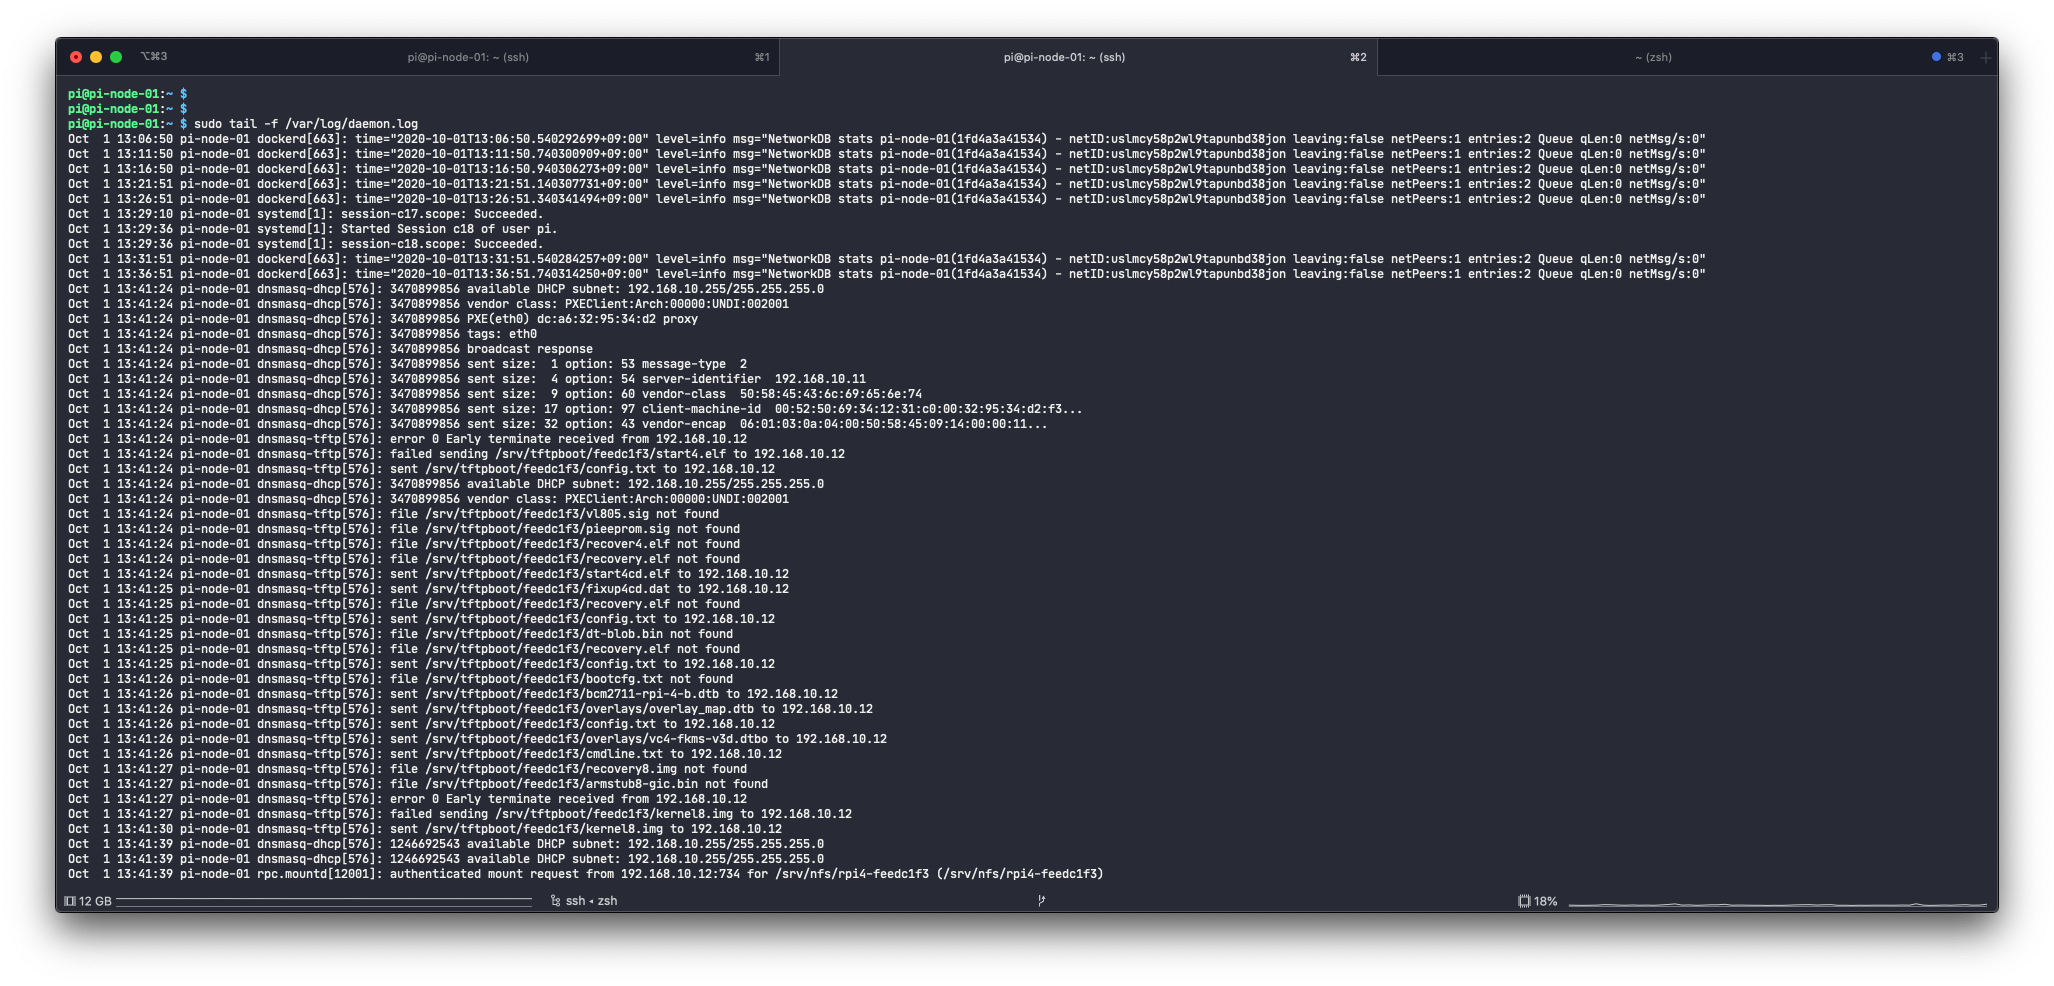 ⌥⌘3 pi@pi-node-01: ~ (ssh) ⌘1 pi@pi-node-01: ~ (ssh) ⌘2 ~ (zsh) ⌘3
pi@pi-node-01:~ $
pi@pi-node-01:~ $
pi@pi-node-01:~ $ sudo tail -f /var/log/daemon.log
Oct  1 13:06:50 pi-node-01 dockerd[663]: time="2020-10-01T13:06:50.540292699+09:00" level=info msg="NetworkDB stats pi-node-01(1fd4a3a41534) - netID:uslmcy58p2wl9tapunbd38jon leaving:false netPeers:1 entries:2 Queue qLen:0 netMsg/s:0"
Oct  1 13:11:50 pi-node-01 dockerd[663]: time="2020-10-01T13:11:50.740300909+09:00" level=info msg="NetworkDB stats pi-node-01(1fd4a3a41534) - netID:uslmcy58p2wl9tapunbd38jon leaving:false netPeers:1 entries:2 Queue qLen:0 netMsg/s:0"
Oct  1 13:16:50 pi-node-01 dockerd[663]: time="2020-10-01T13:16:50.940306273+09:00" level=info msg="NetworkDB stats pi-node-01(1fd4a3a41534) - netID:uslmcy58p2wl9tapunbd38jon leaving:false netPeers:1 entries:2 Queue qLen:0 netMsg/s:0"
Oct  1 13:21:51 pi-node-01 dockerd[663]: time="2020-10-01T13:21:51.140307731+09:00" level=info msg="NetworkDB stats pi-node-01(1fd4a3a41534) - netID:uslmcy58p2wl9tapunbd38jon leaving:false netPeers:1 entries:2 Queue qLen:0 netMsg/s:0"
Oct  1 13:26:51 pi-node-01 dockerd[663]: time="2020-10-01T13:26:51.340341494+09:00" level=info msg="NetworkDB stats pi-node-01(1fd4a3a41534) - netID:uslmcy58p2wl9tapunbd38jon leaving:false netPeers:1 entries:2 Queue qLen:0 netMsg/s:0"
Oct  1 13:29:10 pi-node-01 systemd[1]: session-c17.scope: Succeeded.
Oct  1 13:29:36 pi-node-01 systemd[1]: Started Session c18 of user pi.
Oct  1 13:29:36 pi-node-01 systemd[1]: session-c18.scope: Succeeded.
Oct  1 13:31:51 pi-node-01 dockerd[663]: time="2020-10-01T13:31:51.540284257+09:00" level=info msg="NetworkDB stats pi-node-01(1fd4a3a41534) - netID:uslmcy58p2wl9tapunbd38jon leaving:false netPeers:1 entries:2 Queue qLen:0 netMsg/s:0"
Oct  1 13:36:51 pi-node-01 dockerd[663]: time="2020-10-01T13:36:51.740314250+09:00" level=info msg="NetworkDB stats pi-node-01(1fd4a3a41534) - netID:uslmcy58p2wl9tapunbd38jon leaving:false netPeers:1 entries:2 Queue qLen:0 netMsg/s:0"
Oct  1 13:41:24 pi-node-01 dnsmasq-dhcp[576]: 3470899856 available DHCP subnet: 192.168.10.255/255.255.255.0
Oct  1 13:41:24 pi-node-01 dnsmasq-dhcp[576]: 3470899856 vendor class: PXEClient:Arch:00000:UNDI:002001
Oct  1 13:41:24 pi-node-01 dnsmasq-dhcp[576]: 3470899856 PXE(eth0) dc:a6:32:95:34:d2 proxy
Oct  1 13:41:24 pi-node-01 dnsmasq-dhcp[576]: 3470899856 tags: eth0
Oct  1 13:41:24 pi-node-01 dnsmasq-dhcp[576]: 3470899856 broadcast response
Oct  1 13:41:24 pi-node-01 dnsmasq-dhcp[576]: 3470899856 sent size:  1 option: 53 message-type  2
Oct  1 13:41:24 pi-node-01 dnsmasq-dhcp[576]: 3470899856 sent size:  4 option: 54 server-identifier  192.168.10.11
Oct  1 13:41:24 pi-node-01 dnsmasq-dhcp[576]: 3470899856 sent size:  9 option: 60 vendor-class  50:58:45:43:6c:69:65:6e:74
Oct  1 13:41:24 pi-node-01 dnsmasq-dhcp[576]: 3470899856 sent size: 17 option: 97 client-machine-id  00:52:50:69:34:12:31:c0:00:32:95:34:d2:f3...
Oct  1 13:41:24 pi-node-01 dnsmasq-dhcp[576]: 3470899856 sent size: 32 option: 43 vendor-encap  06:01:03:0a:04:00:50:58:45:09:14:00:00:11...
Oct  1 13:41:24 pi-node-01 dnsmasq-tftp[576]: error 0 Early terminate received from 192.168.10.12
Oct  1 13:41:24 pi-node-01 dnsmasq-tftp[576]: failed sending /srv/tftpboot/feedc1f3/start4.elf to 192.168.10.12
Oct  1 13:41:24 pi-node-01 dnsmasq-tftp[576]: sent /srv/tftpboot/feedc1f3/config.txt to 192.168.10.12
Oct  1 13:41:24 pi-node-01 dnsmasq-dhcp[576]: 3470899856 available DHCP subnet: 192.168.10.255/255.255.255.0
Oct  1 13:41:24 pi-node-01 dnsmasq-dhcp[576]: 3470899856 vendor class: PXEClient:Arch:00000:UNDI:002001
Oct  1 13:41:24 pi-node-01 dnsmasq-tftp[576]: file /srv/tftpboot/feedc1f3/vl805.sig not found
Oct  1 13:41:24 pi-node-01 dnsmasq-tftp[576]: file /srv/tftpboot/feedc1f3/pieeprom.sig not found
Oct  1 13:41:24 pi-node-01 dnsmasq-tftp[576]: file /srv/tftpboot/feedc1f3/recover4.elf not found
Oct  1 13:41:24 pi-node-01 dnsmasq-tftp[576]: file /srv/tftpboot/feedc1f3/recovery.elf not found
Oct  1 13:41:24 pi-node-01 dnsmasq-tftp[576]: sent /srv/tftpboot/feedc1f3/start4cd.elf to 192.168.10.12
Oct  1 13:41:25 pi-node-01 dnsmasq-tftp[576]: sent /srv/tftpboot/feedc1f3/fixup4cd.dat to 192.168.10.12
Oct  1 13:41:25 pi-node-01 dnsmasq-tftp[576]: file /srv/tftpboot/feedc1f3/recovery.elf not found
Oct  1 13:41:25 pi-node-01 dnsmasq-tftp[576]: sent /srv/tftpboot/feedc1f3/config.txt to 192.168.10.12
Oct  1 13:41:25 pi-node-01 dnsmasq-tftp[576]: file /srv/tftpboot/feedc1f3/dt-blob.bin not found
Oct  1 13:41:25 pi-node-01 dnsmasq-tftp[576]: file /srv/tftpboot/feedc1f3/recovery.elf not found
Oct  1 13:41:25 pi-node-01 dnsmasq-tftp[576]: sent /srv/tftpboot/feedc1f3/config.txt to 192.168.10.12
Oct  1 13:41:26 pi-node-01 dnsmasq-tftp[576]: file /srv/tftpboot/feedc1f3/bootcfg.txt not found
Oct  1 13:41:26 pi-node-01 dnsmasq-tftp[576]: sent /srv/tftpboot/feedc1f3/bcm2711-rpi-4-b.dtb to 192.168.10.12
Oct  1 13:41:26 pi-node-01 dnsmasq-tftp[576]: sent /srv/tftpboot/feedc1f3/overlays/overlay_map.dtb to 192.168.10.12
Oct  1 13:41:26 pi-node-01 dnsmasq-tftp[576]: sent /srv/tftpboot/feedc1f3/config.txt to 192.168.10.12
Oct  1 13:41:26 pi-node-01 dnsmasq-tftp[576]: sent /srv/tftpboot/feedc1f3/overlays/vc4-fkms-v3d.dtbo to 192.168.10.12
Oct  1 13:41:26 pi-node-01 dnsmasq-tftp[576]: sent /srv/tftpboot/feedc1f3/cmdline.txt to 192.168.10.12
Oct  1 13:41:27 pi-node-01 dnsmasq-tftp[576]: file /srv/tftpboot/feedc1f3/recovery8.img not found
Oct  1 13:41:27 pi-node-01 dnsmasq-tftp[576]: file /srv/tftpboot/feedc1f3/armstub8-gic.bin not found
Oct  1 13:41:27 pi-node-01 dnsmasq-tftp[576]: error 0 Early terminate received from 192.168.10.12
Oct  1 13:41:27 pi-node-01 dnsmasq-tftp[576]: failed sending /srv/tftpboot/feedc1f3/kernel8.img to 192.168.10.12
Oct  1 13:41:30 pi-node-01 dnsmasq-tftp[576]: sent /srv/tftpboot/feedc1f3/kernel8.img to 192.168.10.12
Oct  1 13:41:39 pi-node-01 dnsmasq-dhcp[576]: 1246692543 available DHCP subnet: 192.168.10.255/255.255.255.0
Oct  1 13:41:39 pi-node-01 dnsmasq-dhcp[576]: 1246692543 available DHCP subnet: 192.168.10.255/255.255.255.0
Oct  1 13:41:39 pi-node-01 rpc.mountd[12001]: authenticated mount request from 192.168.10.12:734 for /srv/nfs/rpi4-feedc1f3 (/srv/nfs/rpi4-feedc1f3)
12 GB ssh ◂ zsh 18%